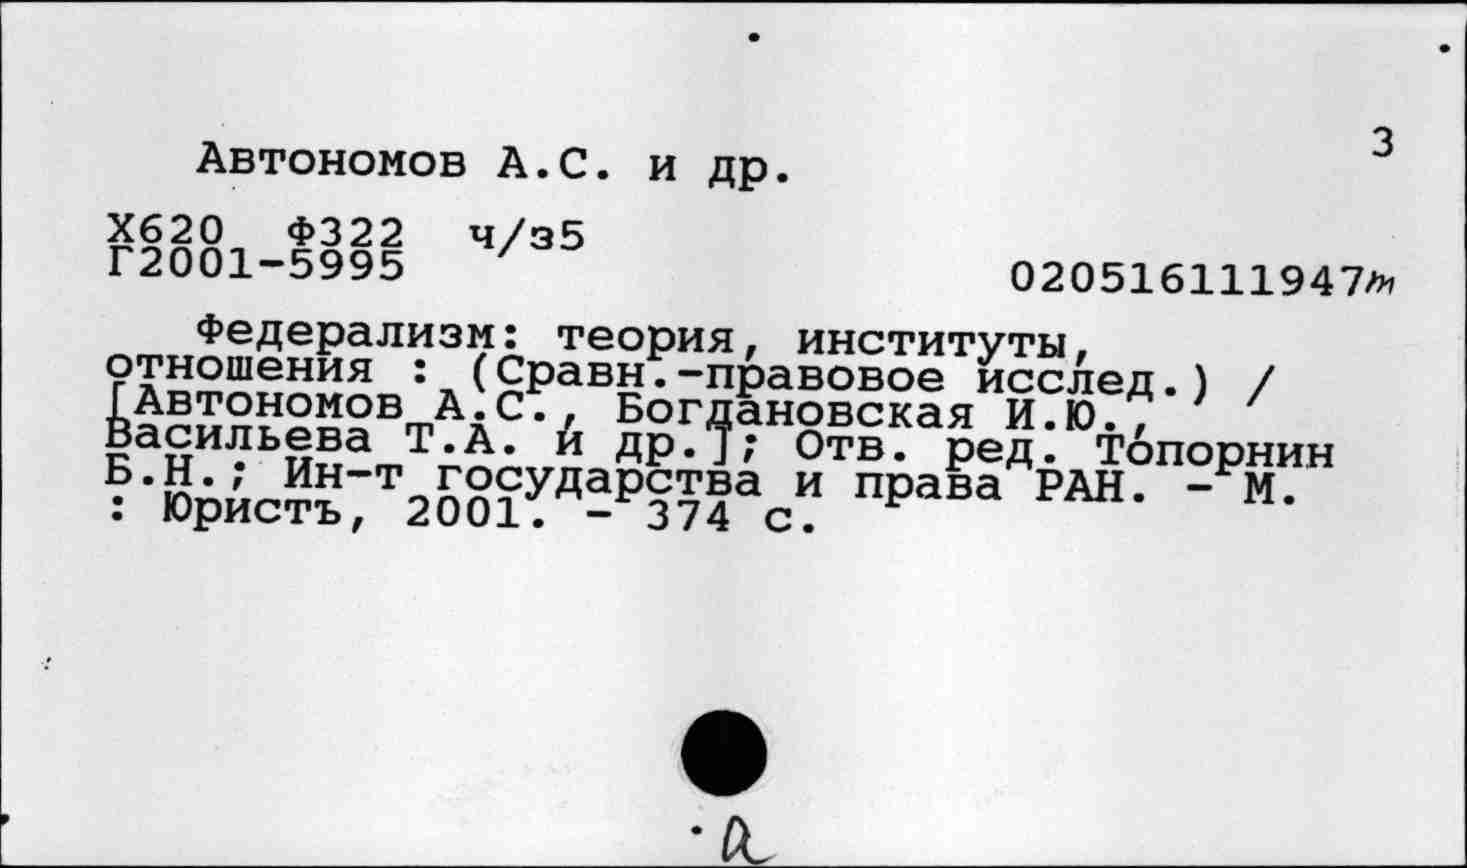 3
Автономов А.С. и др.
Х620 Ф322 ч/з5
Г2001-5995
020516111947м
Федерализм: теория, институты,
отношения : (Сравн.-правовое исслед.) /
[Автономов А.С., Богдановская И.Ю.,
Васильева Т.А. и др.]; Отв. ред. Топорнин
Б.Н.; Ин-т государства и права РАН. - М.
: Юристъ, 2001. - 374 с.
а